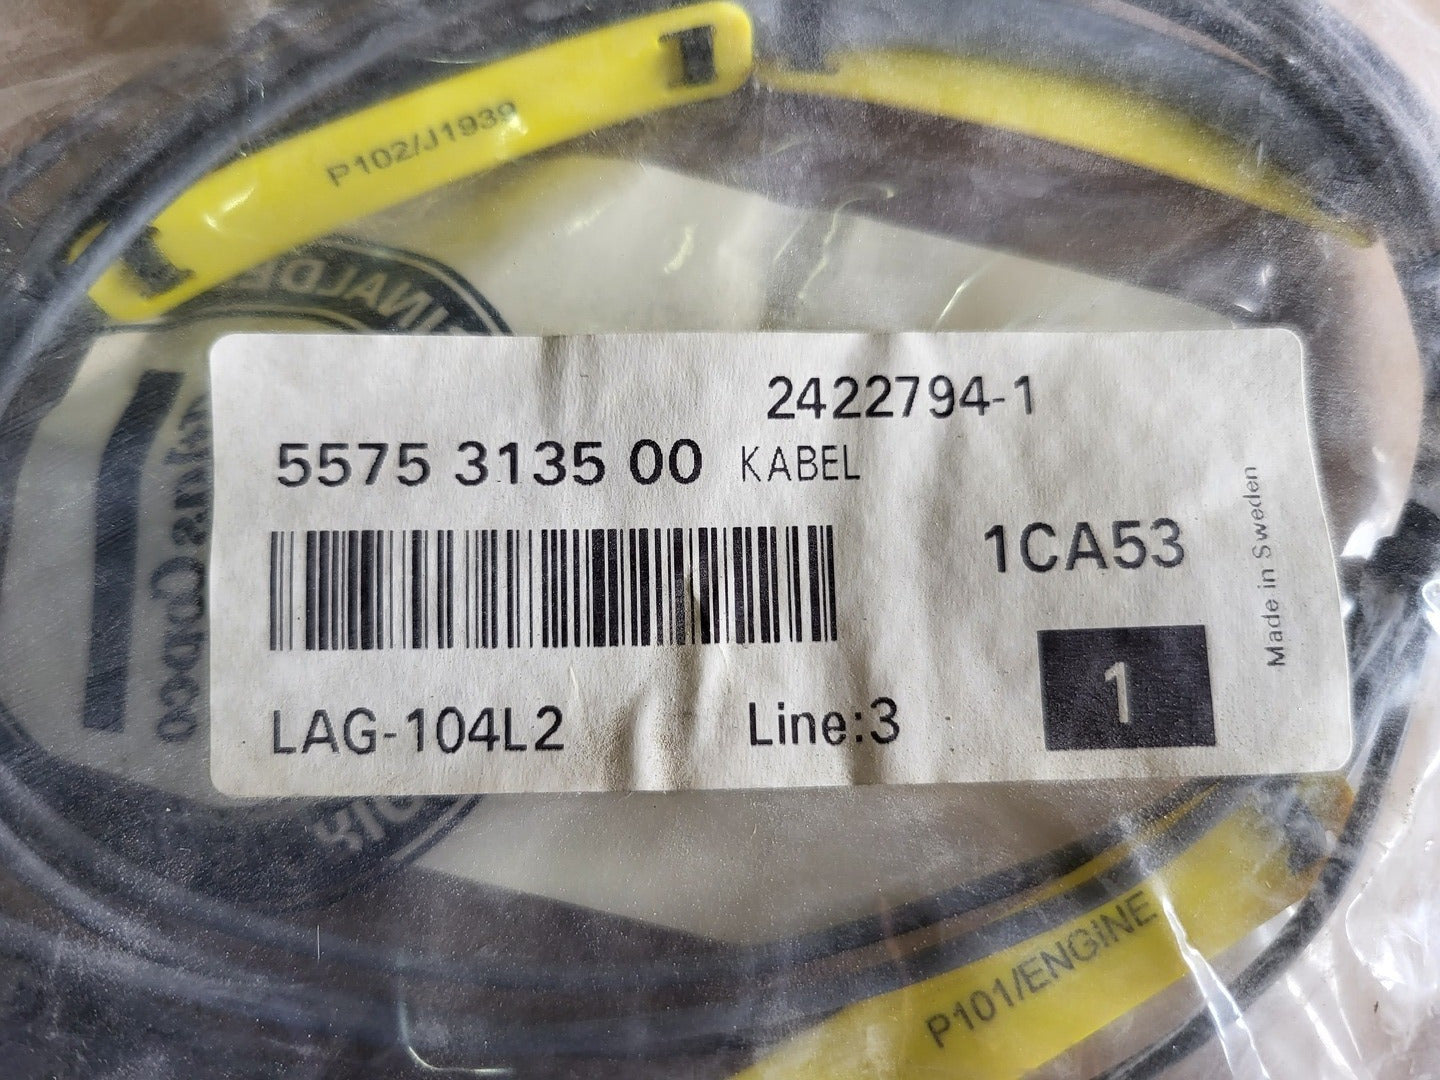 P102/J1939
2422794-1
5575 3135 00 KABEL
1CA53
Made in Sweden
LAG-104L2
Line:3
1
P101/ENGINE